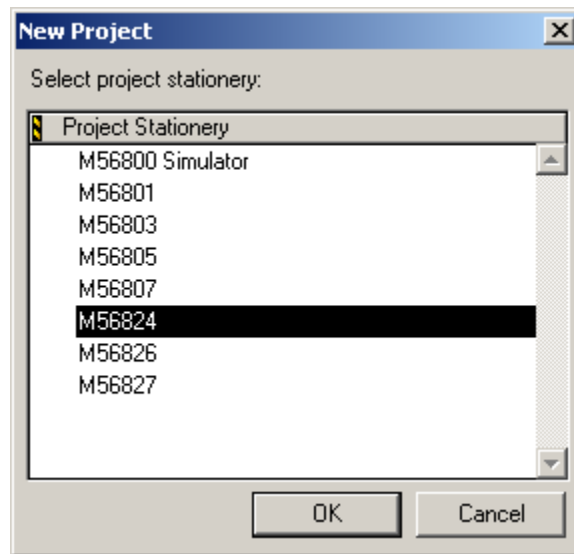 New Project
Select project stationery:
Project Stationery
M56800 Simulator
M56801
M56803
M56805
M56807
M56824
M56826
M56827
OK Cancel